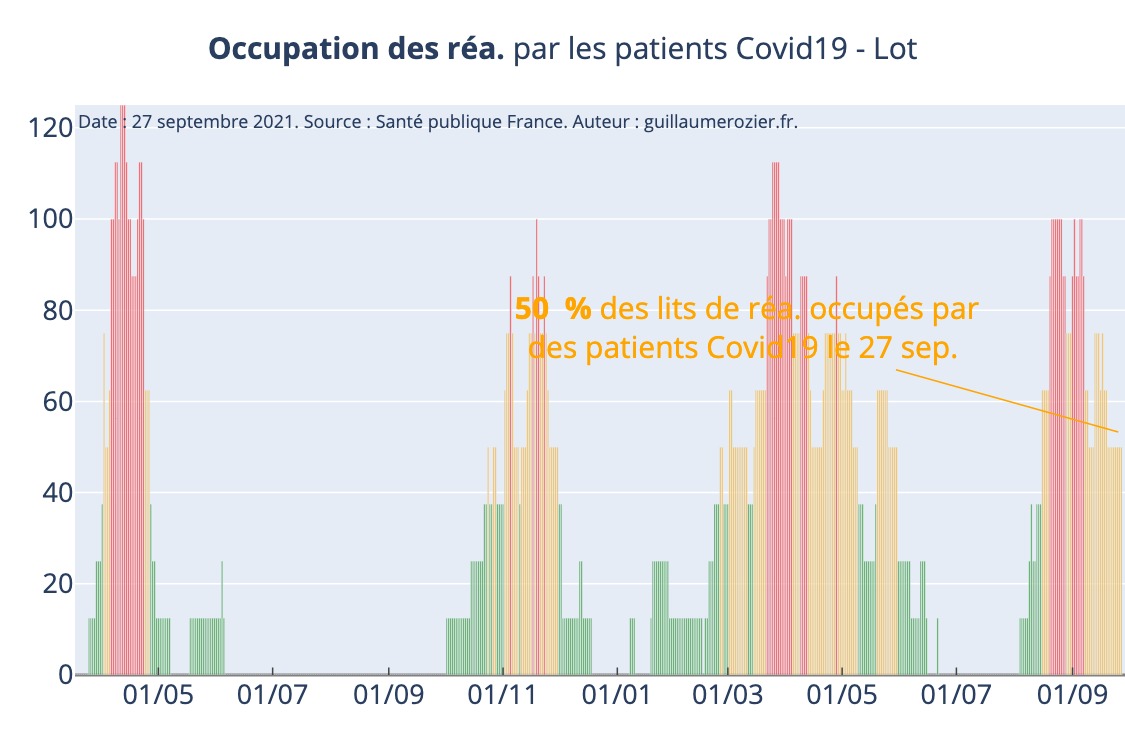 Occupation des réa. par les patients Covid19 - Lot
120
Date : 27 septembre 2021. Source : Santé publique France. Auteur : guillaumerozier.fr.
100
80
50 % des lits de réa. occupés par
des patients Covid19 le 27 sep.
60
40
20
0
01/05 01/07 01/09 01/11 01/01 01/03 01/05 01/07 01/09